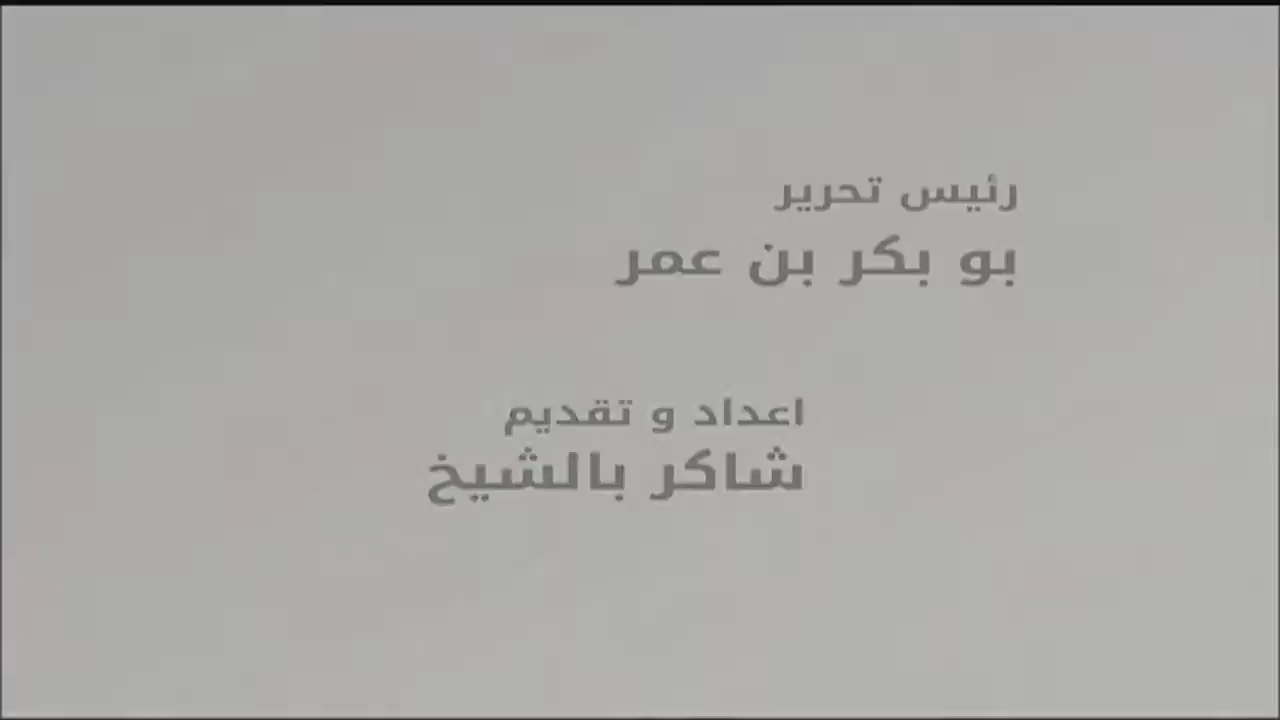 رئيس تحرير
بو بكر بن عمر
اعداد و تقديم
شاكر بالشيخ